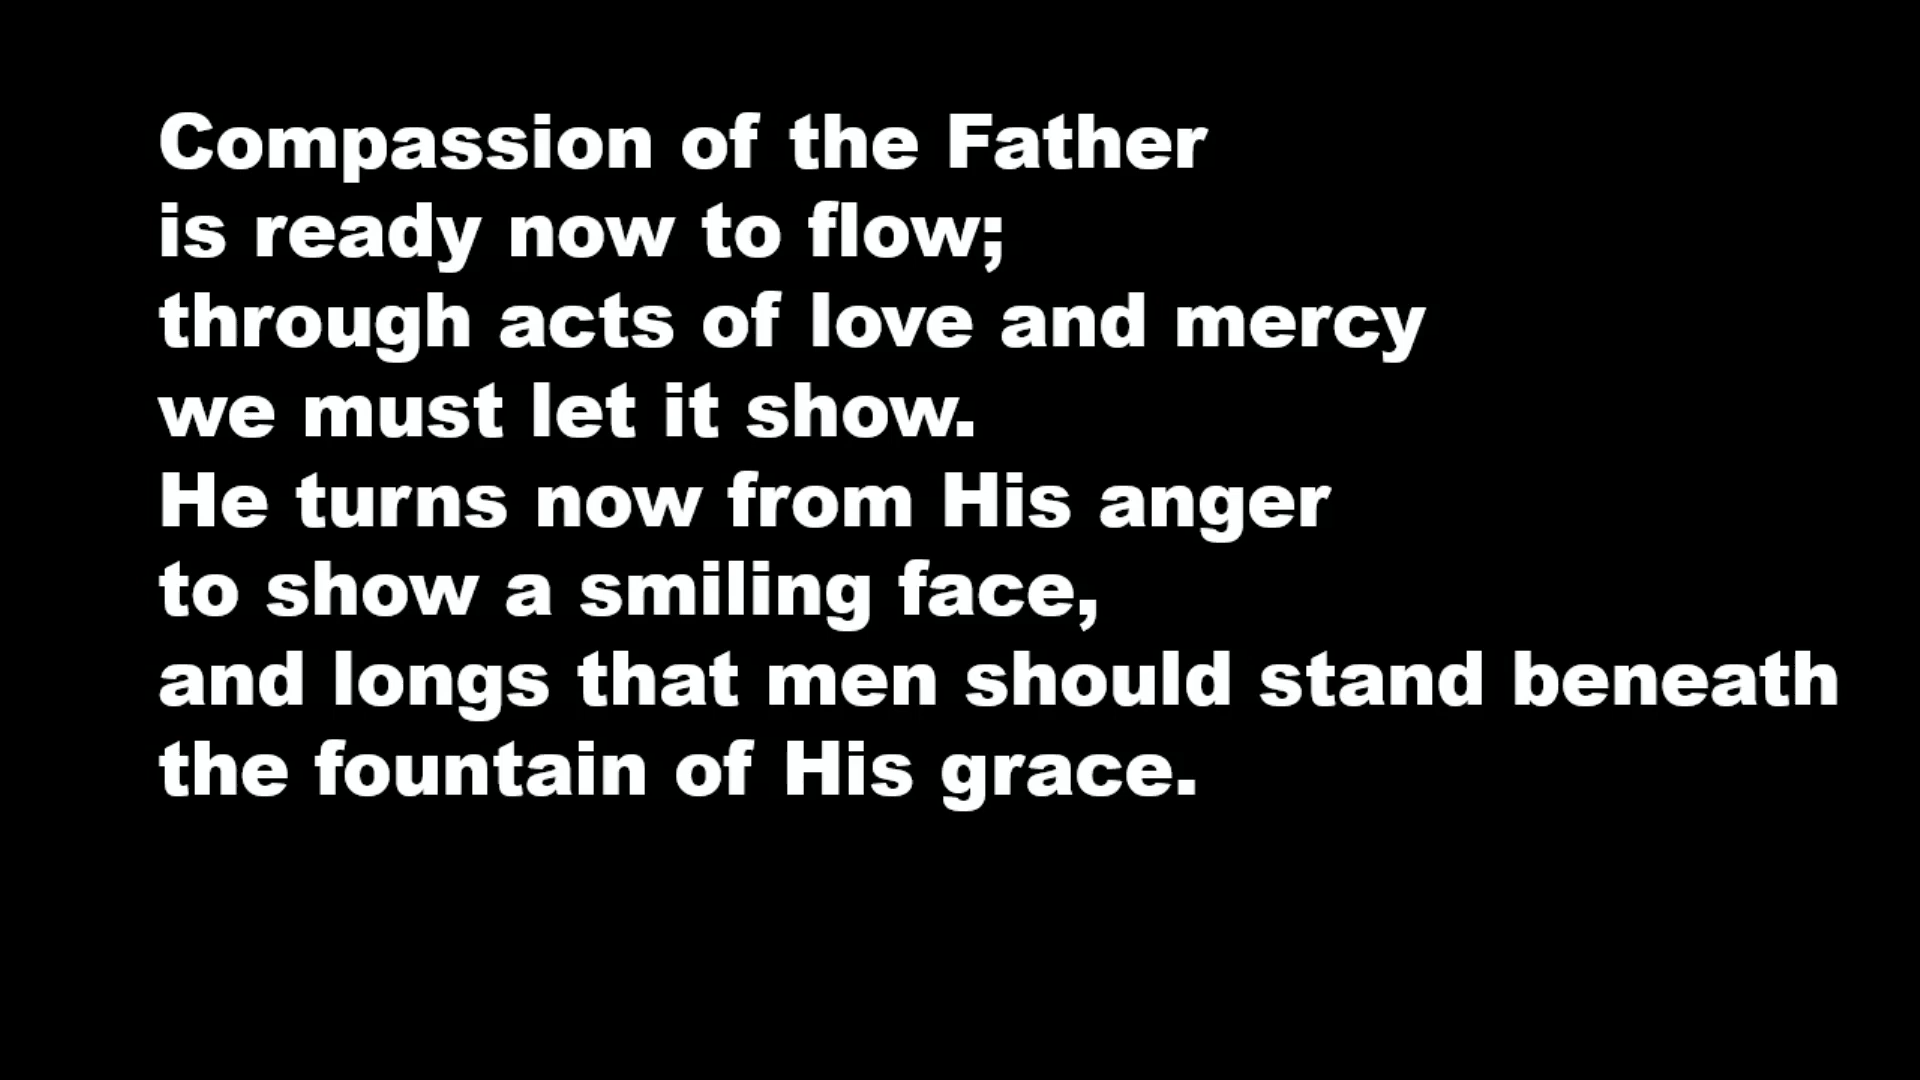 Compassion of the Father
is ready now to flow;
through acts of love and mercy
we must let it show.
He turns now from His anger
to show a smiling face,
and longs that men should stand beneath
the fountain of His grace.